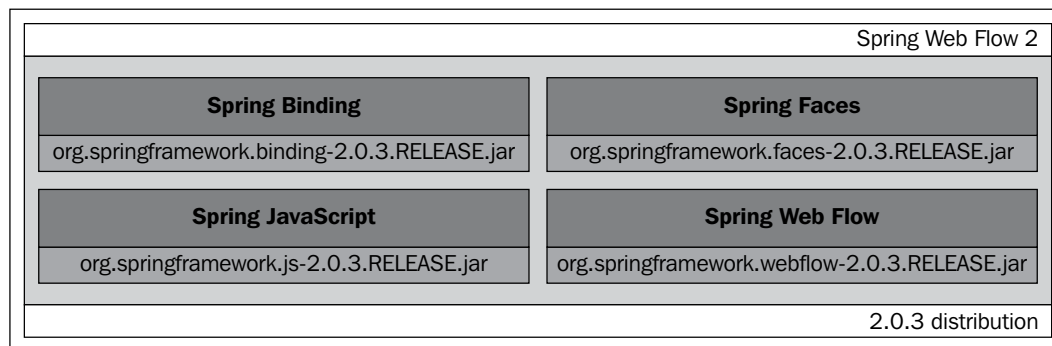 Spring Web Flow 2
Spring Binding
org.springframework.binding-2.0.3.RELEASE.jar
Spring Faces
org.springframework.faces-2.0.3.RELEASE.jar
Spring JavaScript
org.springframework.js-2.0.3.RELEASE.jar
Spring Web Flow
org.springframework.webflow-2.0.3.RELEASE.jar
2.0.3 distribution